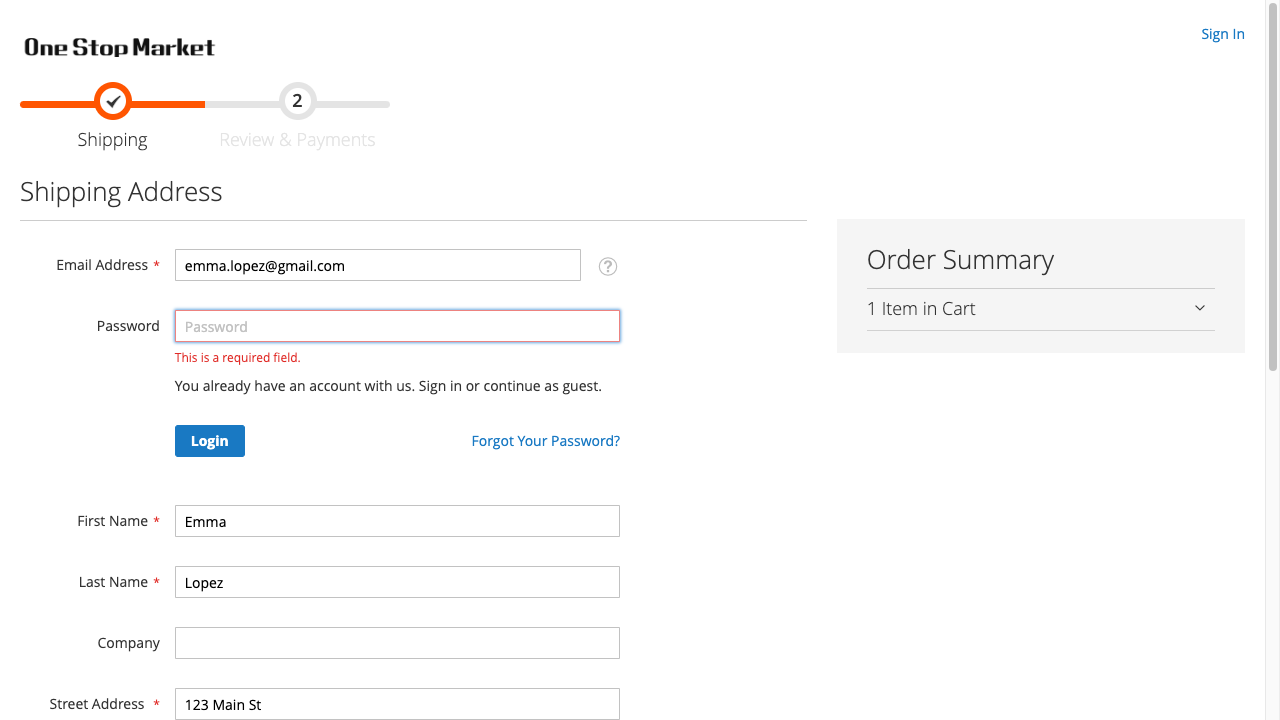 Sign In
One Stop Market
2
Shipping
Review & Payments
Shipping Address
Email Address *
emma.lopez@gmail.com
?
Password
Password
This is a required field.
You already have an account with us. Sign in or continue as guest.
Login
Forgot Your Password?
First Name *
Emma
Last Name *
Lopez
Company
Street Address *
123 Main St
Order Summary
1 Item in Cart